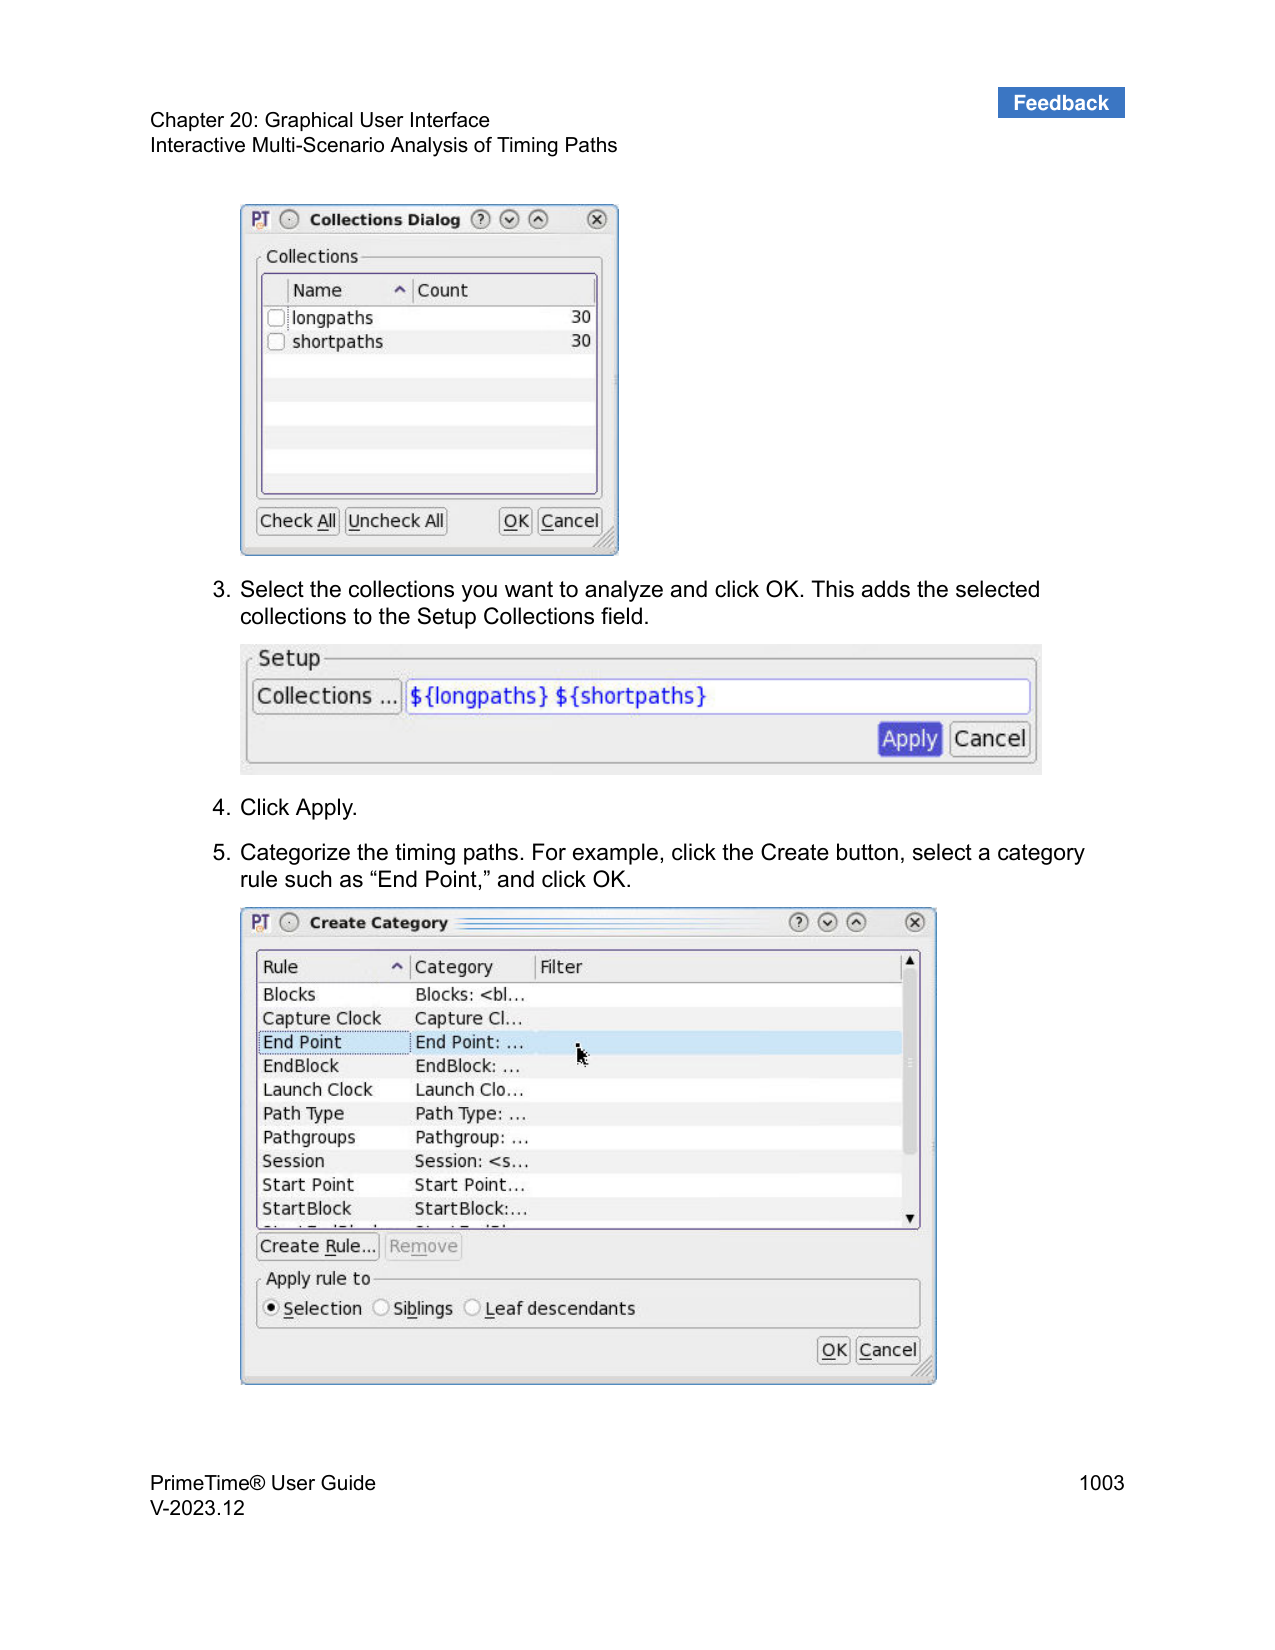 Feedback
Chapter 20: Graphical User Interface
Interactive Multi-Scenario Analysis of Timing Paths
PT Collections Dialog ?
Collections
Name Count
longpaths 30
shortpaths 30
Check All Uncheck All OK Cancel
3. Select the collections you want to analyze and click OK. This adds the selected
collections to the Setup Collections field.
Setup
Collections ... ${longpaths} ${shortpaths}
Apply Cancel
4. Click Apply.
5. Categorize the timing paths. For example, click the Create button, select a category
rule such as “End Point,” and click OK.
PT Create Category ?
Rule Category Filter
Blocks Blocks: <bl...
Capture Clock Capture Cl...
End Point End Point: ...
EndBlock EndBlock: ...
Launch Clock Launch Clo...
Path Type Path Type: ...
Pathgroups Pathgroup: ...
Session Session: <s...
Start Point Start Point...
StartBlock StartBlock:...
Create Rule... Remove
Apply rule to
Selection Siblings Leaf descendants
OK Cancel
PrimeTime® User Guide 1003
V-2023.12